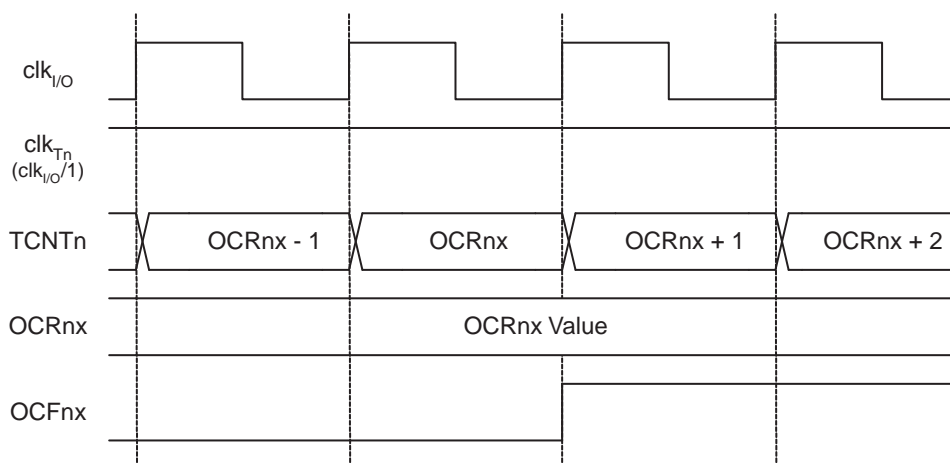 clkI/O
clkTn
(clkI/O/1)
TCNTn OCRnx - 1 OCRnx OCRnx + 1 OCRnx + 2
OCRnx OCRnx Value
OCFnx